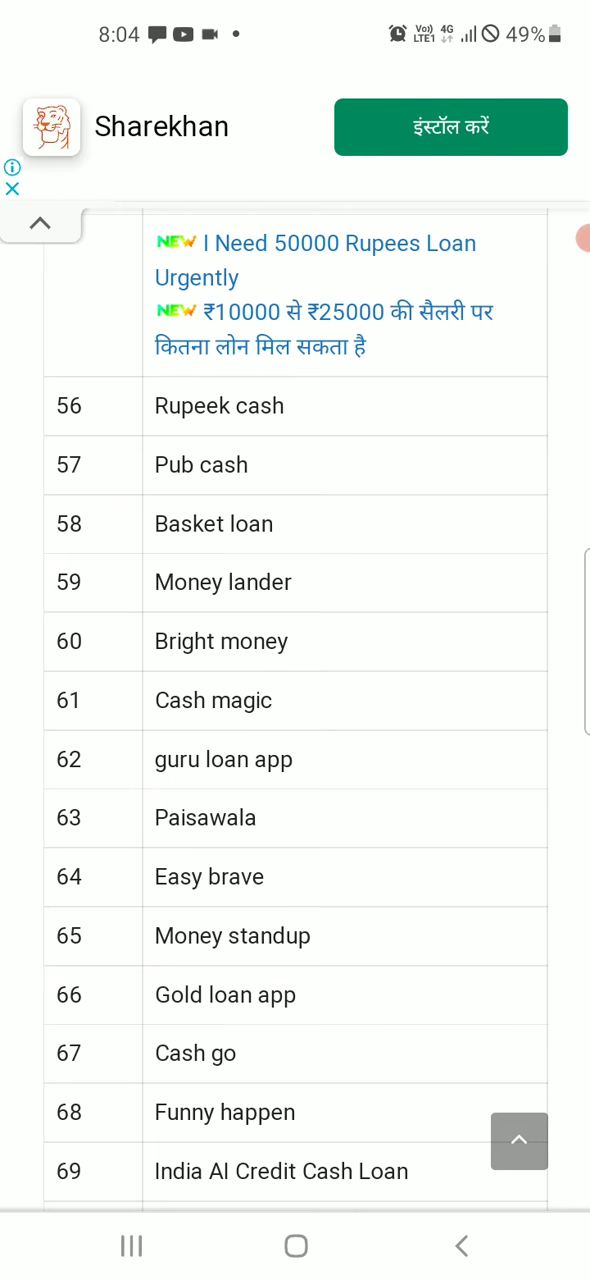 8:04
Vo)) 4G
LTE1
49%
Sharekhan
इंस्टॉल करें
NEW I Need 50000 Rupees Loan
Urgently
NEW ₹10000 से ₹25000 की सैलरी पर
कितना लोन मिल सकता है
56 Rupeek cash
57 Pub cash
58 Basket loan
59 Money lander
60 Bright money
61 Cash magic
62 guru loan app
63 Paisawala
64 Easy brave
65 Money standup
66 Gold loan app
67 Cash go
68 Funny happen
69 India AI Credit Cash Loan